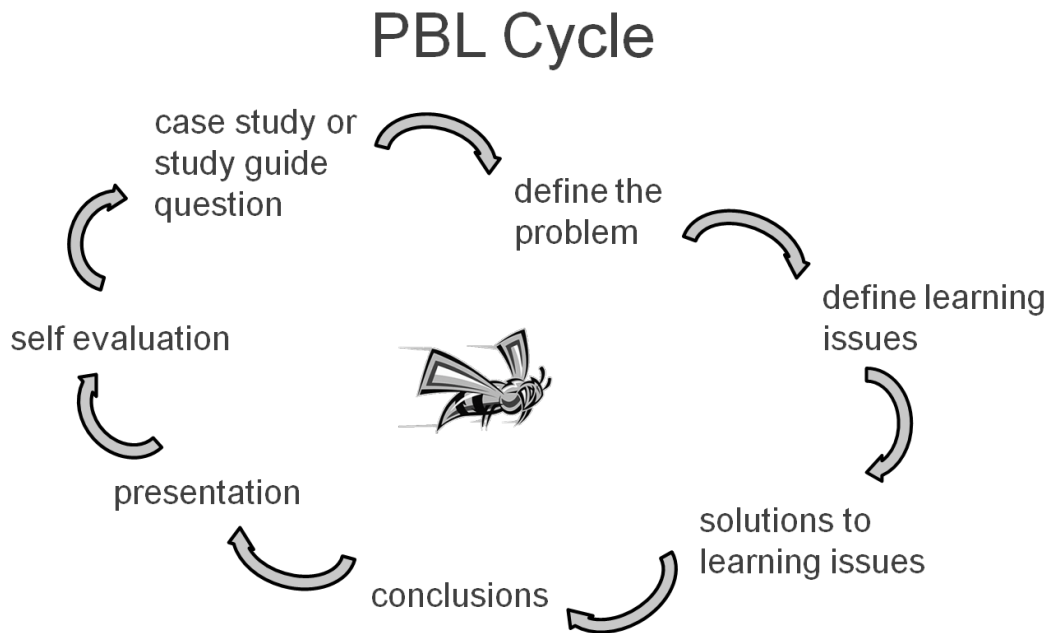 PBL Cycle
case study or
study guide
question
define the
problem
define learning
issues
solutions to
learning issues
conclusions
presentation
self evaluation